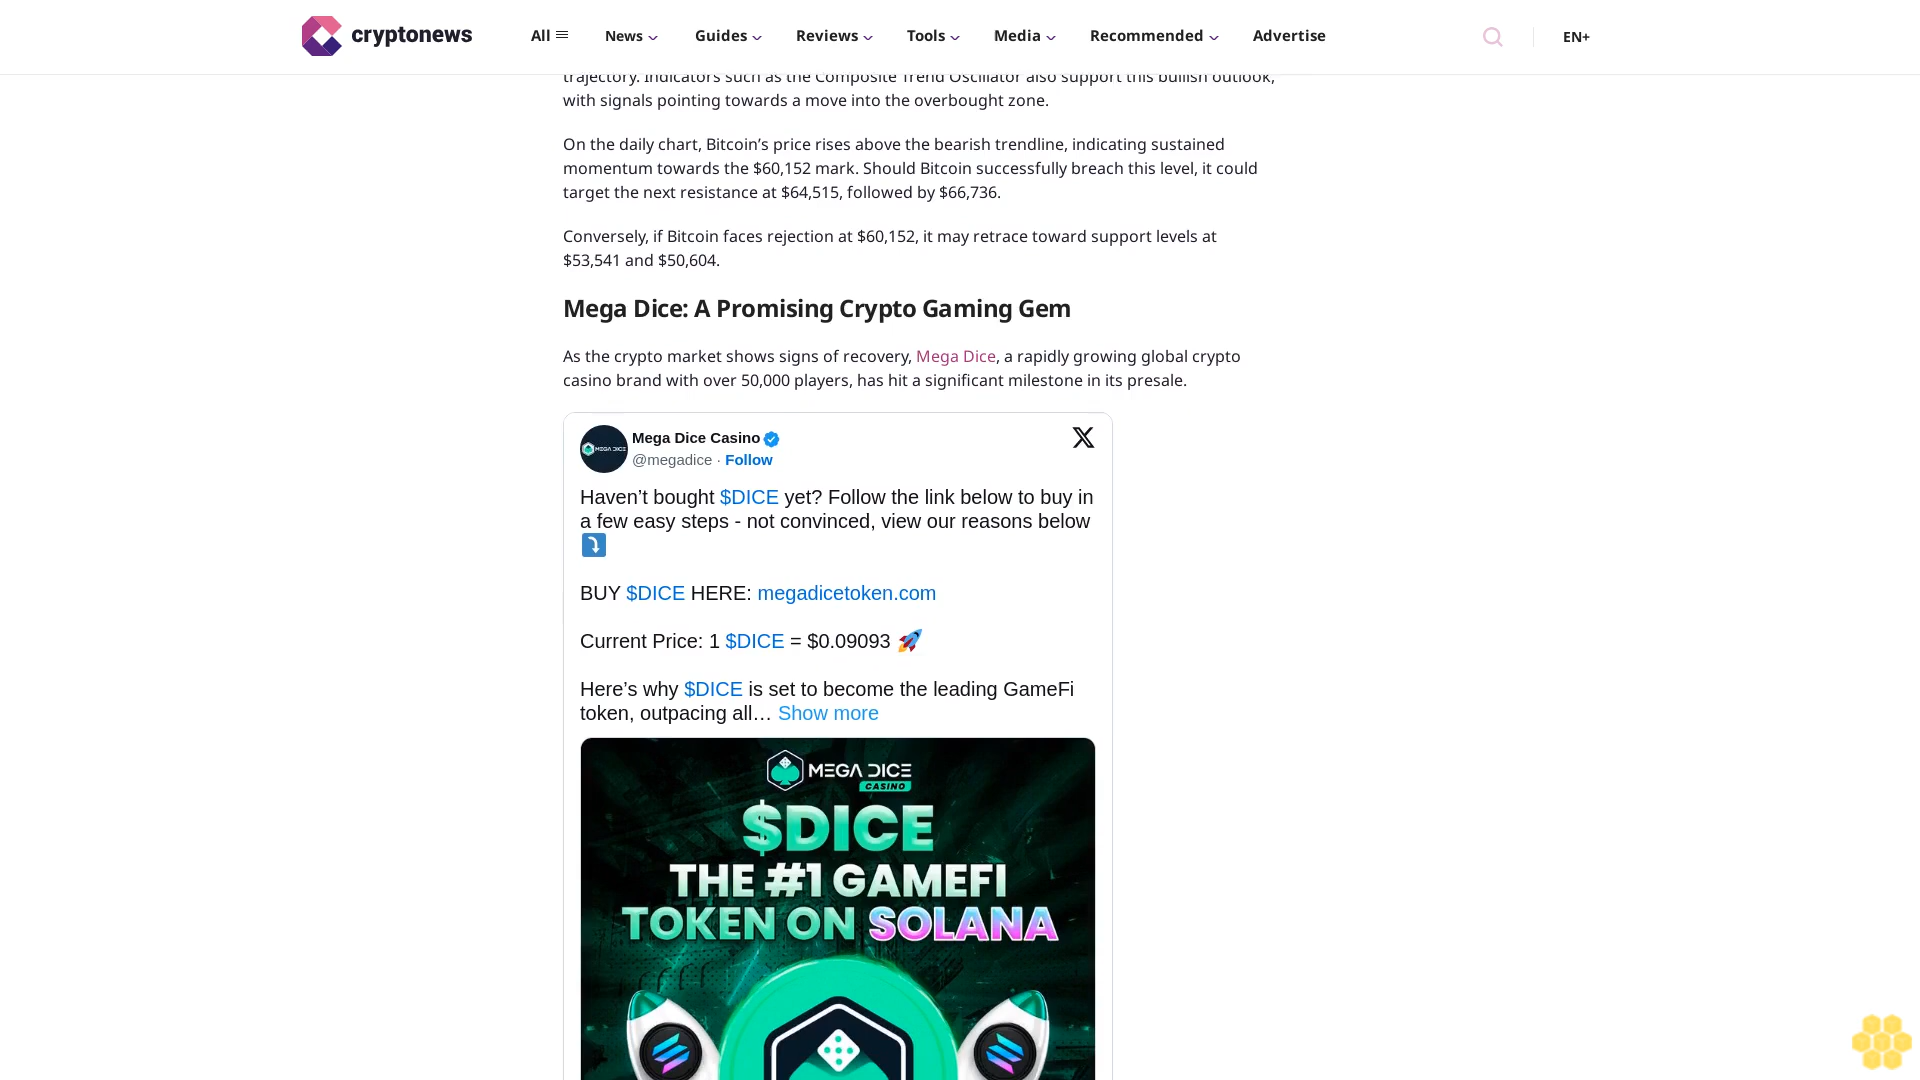 cryptonews
All
News
Guides
Reviews
Tools
Media
Recommended
Advertise
EN+
trajectory. Indicators such as the Composite Trend Oscillator also support this bullish outlook,
with signals pointing towards a move into the overbought zone.
On the daily chart, Bitcoin’s price rises above the bearish trendline, indicating sustained
momentum towards the $60,152 mark. Should Bitcoin successfully breach this level, it could
target the next resistance at $64,515, followed by $66,736.
Conversely, if Bitcoin faces rejection at $60,152, it may retrace toward support levels at
$53,541 and $50,604.
Mega Dice: A Promising Crypto Gaming Gem
As the crypto market shows signs of recovery, Mega Dice, a rapidly growing global crypto
casino brand with over 50,000 players, has hit a significant milestone in its presale.
MEGA DICE
Mega Dice Casino
@megadice · Follow
Haven’t bought $DICE yet? Follow the link below to buy in
a few easy steps - not convinced, view our reasons below
BUY $DICE HERE: megadicetoken.com
Current Price: 1 $DICE = $0.09093 🚀
Here’s why $DICE is set to become the leading GameFi
token, outpacing all… Show more
MEGA DICE
CASINO
$DICE
THE #1 GAMEFI
TOKEN ON SOLANA